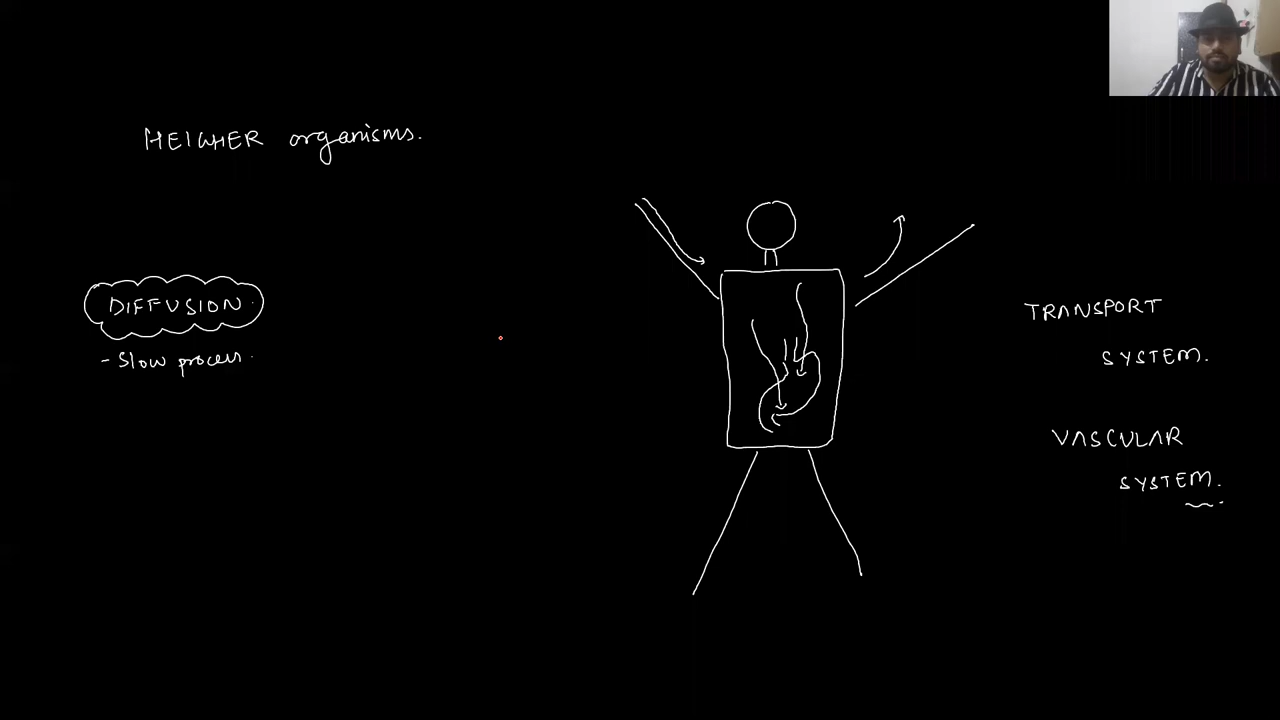 HEIGHER organisms.
DIFFUSION
- Slow process.
TRANSPORT
SYSTEM.
VASCULAR
SYSTEM.